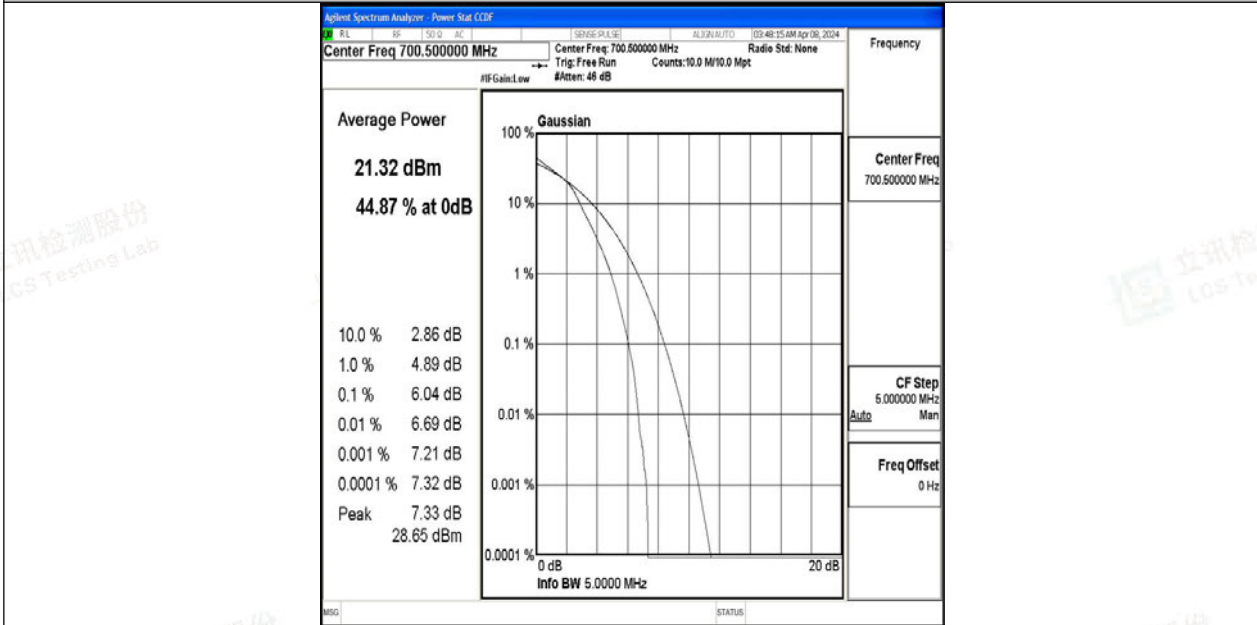 Agilent Spectrum Analyzer - Power Stat CCDF
RL RF 50 Ω AC SENSE:PULSE ALIGN AUTO 03:48:15 AM Apr 08, 2024
Center Freq 700.500000 MHz
Center Freq: 700.500000 MHz Radio Std: None
Trig: Free Run Counts:10.0 M/10.0 Mpt
#IFGain:Low #Atten: 46 dB
Frequency
Average Power
21.32 dBm
44.87 % at 0dB
10.0 % 2.86 dB
1.0 % 4.89 dB
0.1 % 6.04 dB
0.01 % 6.69 dB
0.001 % 7.21 dB
0.0001 % 7.32 dB
Peak 7.33 dB
28.65 dBm
Gaussian
100 %
10 %
1 %
0.1 %
0.01 %
0.001 %
0.0001 %
0 dB 20 dB
Info BW 5.0000 MHz
Center Freq
700.500000 MHz
CF Step
5.000000 MHz
Auto Man
Freq Offset
0 Hz
MSG STATUS
讯检测股份
LCS Testing Lab
立讯检
LCS Te